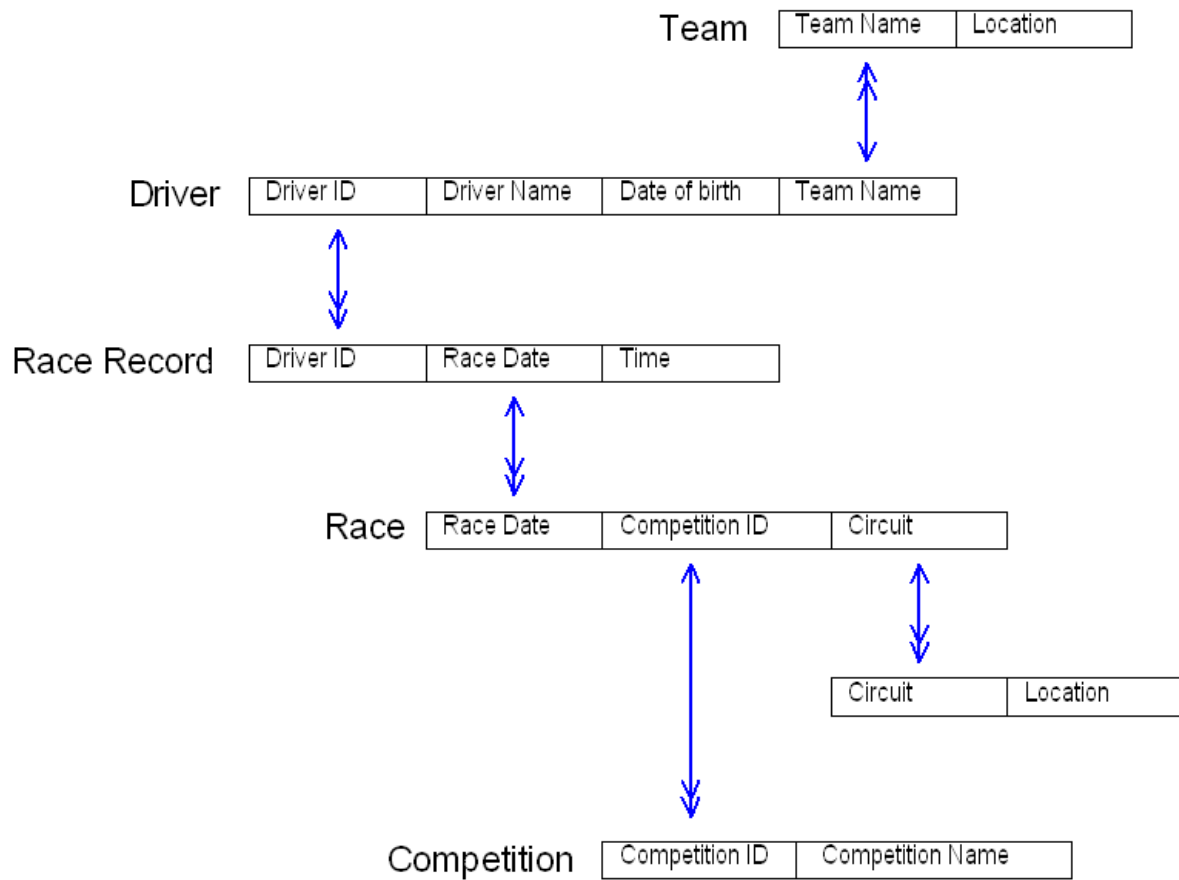 Team Team Name Location
Driver Driver ID Driver Name Date of birth Team Name
Race Record Driver ID Race Date Time
Race Race Date Competition ID Circuit
Circuit Location
Competition Competition ID Competition Name